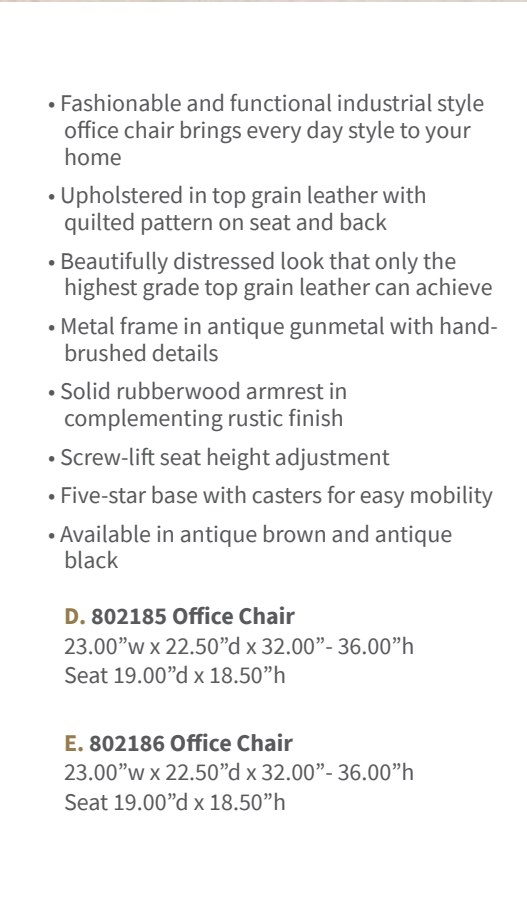 • Fashionable and functional industrial style
office chair brings every day style to your
home
• Upholstered in top grain leather with
quilted pattern on seat and back
• Beautifully distressed look that only the
highest grade top grain leather can achieve
• Metal frame in antique gunmetal with hand-
brushed details
• Solid rubberwood armrest in
complementing rustic finish
• Screw-lift seat height adjustment
• Five-star base with casters for easy mobility
• Available in antique brown and antique
black
D. 802185 Office Chair
23.00”w x 22.50”d x 32.00”- 36.00”h
Seat 19.00”d x 18.50”h
E. 802186 Office Chair
23.00”w x 22.50”d x 32.00”- 36.00”h
Seat 19.00”d x 18.50”h